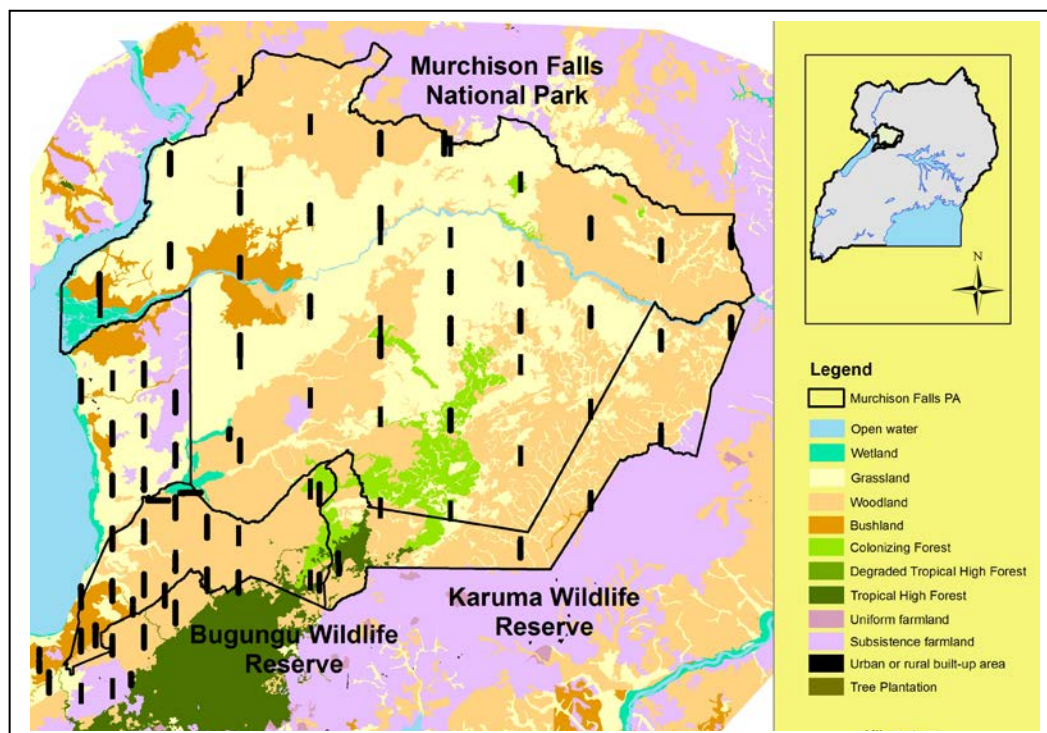 Murchison Falls
National Park
N
Legend
Murchison Falls PA
Open water
Wetland
Grassland
Woodland
Bushland
Colonizing Forest
Degraded Tropical High Forest
Tropical High Forest
Uniform farmland
Subsistence farmland
Urban or rural built-up area
Tree Plantation
Karuma Wildlife
Reserve
Bugungu Wildlife
Reserve